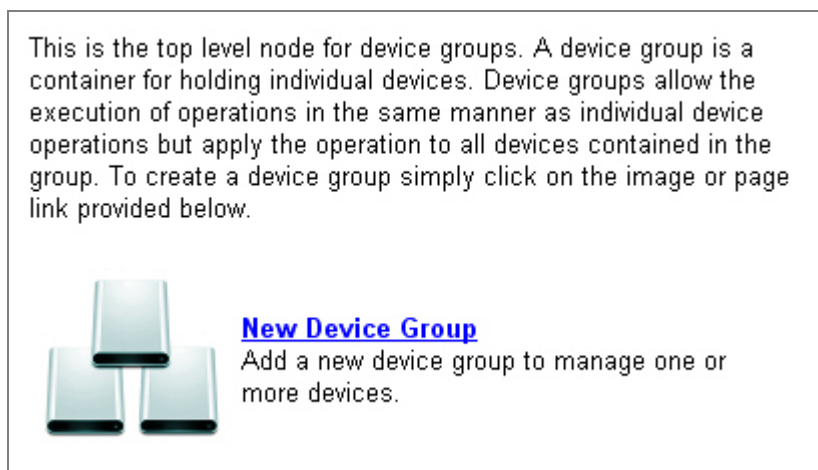 This is the top level node for device groups. A device group is a
container for holding individual devices. Device groups allow the
execution of operations in the same manner as individual device
operations but apply the operation to all devices contained in the
group. To create a device group simply click on the image or page
link provided below.
New Device Group
Add a new device group to manage one or
more devices.